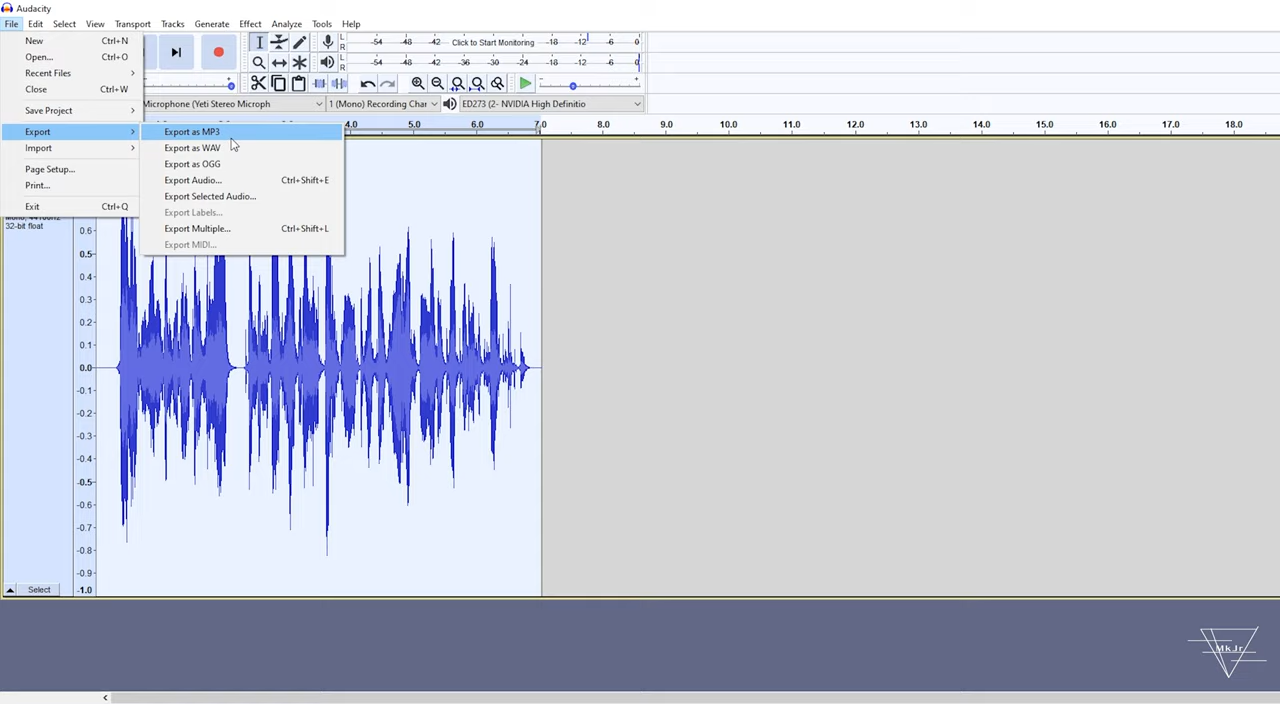 Audacity
File Edit Select View Transport Tracks Generate Effect Analyze Tools Help
New Ctrl+N
Open... Ctrl+O
Recent Files
Close Ctrl+W
Save Project
Export
Import
Page Setup...
Print...
Exit Ctrl+Q
Export as MP3
Export as WAV
Export as OGG
Export Audio... Ctrl+Shift+E
Export Selected Audio...
Export Labels...
Export Multiple... Ctrl+Shift+L
Export MIDI...
L R -54 -48 -42 Click to Start Monitoring -18 -12 -6 0
L R -54 -48 -42 -36 -30 -24 -18 -12 -6 0
Microphone (Yeti Stereo Microph 1 (Mono) Recording Char ED273 (2- NVIDIA High Definitio
4.0 5.0 6.0 7.0 8.0 9.0 10.0 11.0 12.0 13.0 14.0 15.0 16.0 17.0 18.0
32-bit float
0.6
0.5
0.4
0.3
0.2
0.1
0.0
-0.1
-0.2
-0.3
-0.4
-0.5
-0.6
-0.7
-0.8
-0.9
-1.0
Select
MkJr